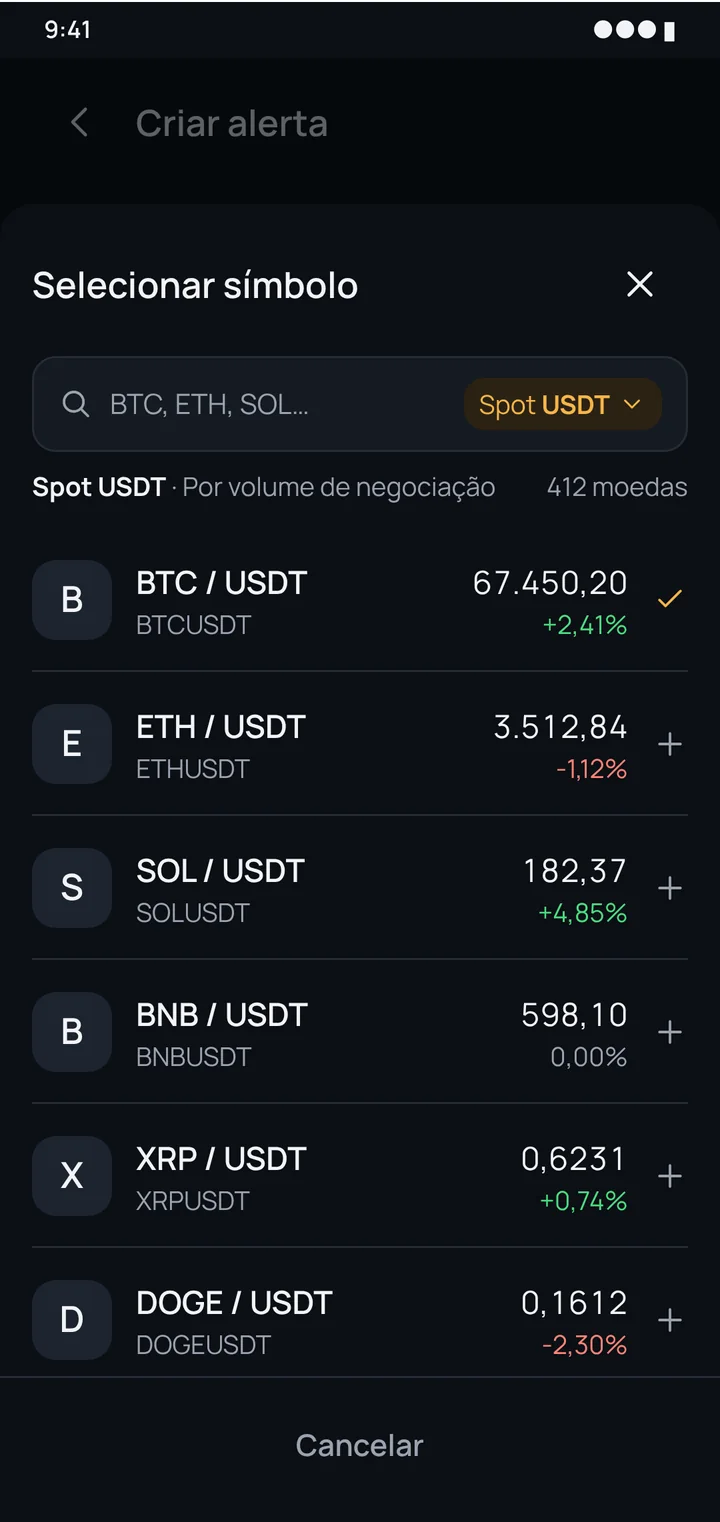 9:41
Criar alerta
Selecionar símbolo
BTC, ETH, SOL... Spot USDT
Spot USDT · Por volume de negociação 412 moedas
B BTC / USDT 67.450,20
BTCUSDT +2,41%
E ETH / USDT 3.512,84
ETHUSDT -1,12%
S SOL / USDT 182,37
SOLUSDT +4,85%
B BNB / USDT 598,10
BNBUSDT 0,00%
X XRP / USDT 0,6231
XRPUSDT +0,74%
D DOGE / USDT 0,1612
DOGEUSDT -2,30%
Cancelar